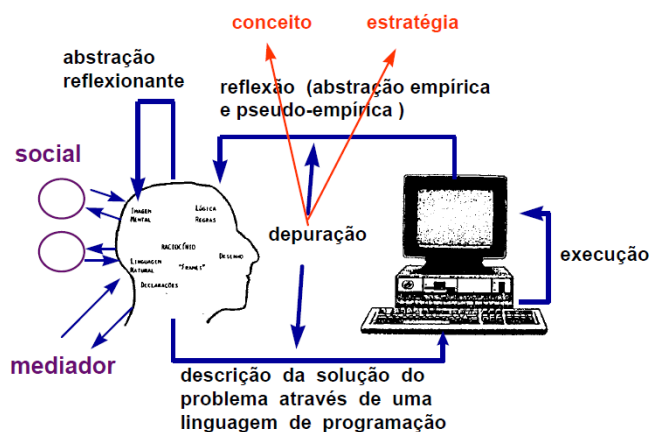 conceito
estratégia
abstração
reflexionante
reflexão (abstração empírica
e pseudo-empírica )
social
IMAGEM
MENTAL
LÓGICA
REGRAS
RACIOCÍNIO
DESENHO
LINGUAGEM
NATURAL
"FRAMES"
DECLARAÇÕES
depuração
execução
mediador
descrição da solução do
problema através de uma
linguagem de programação